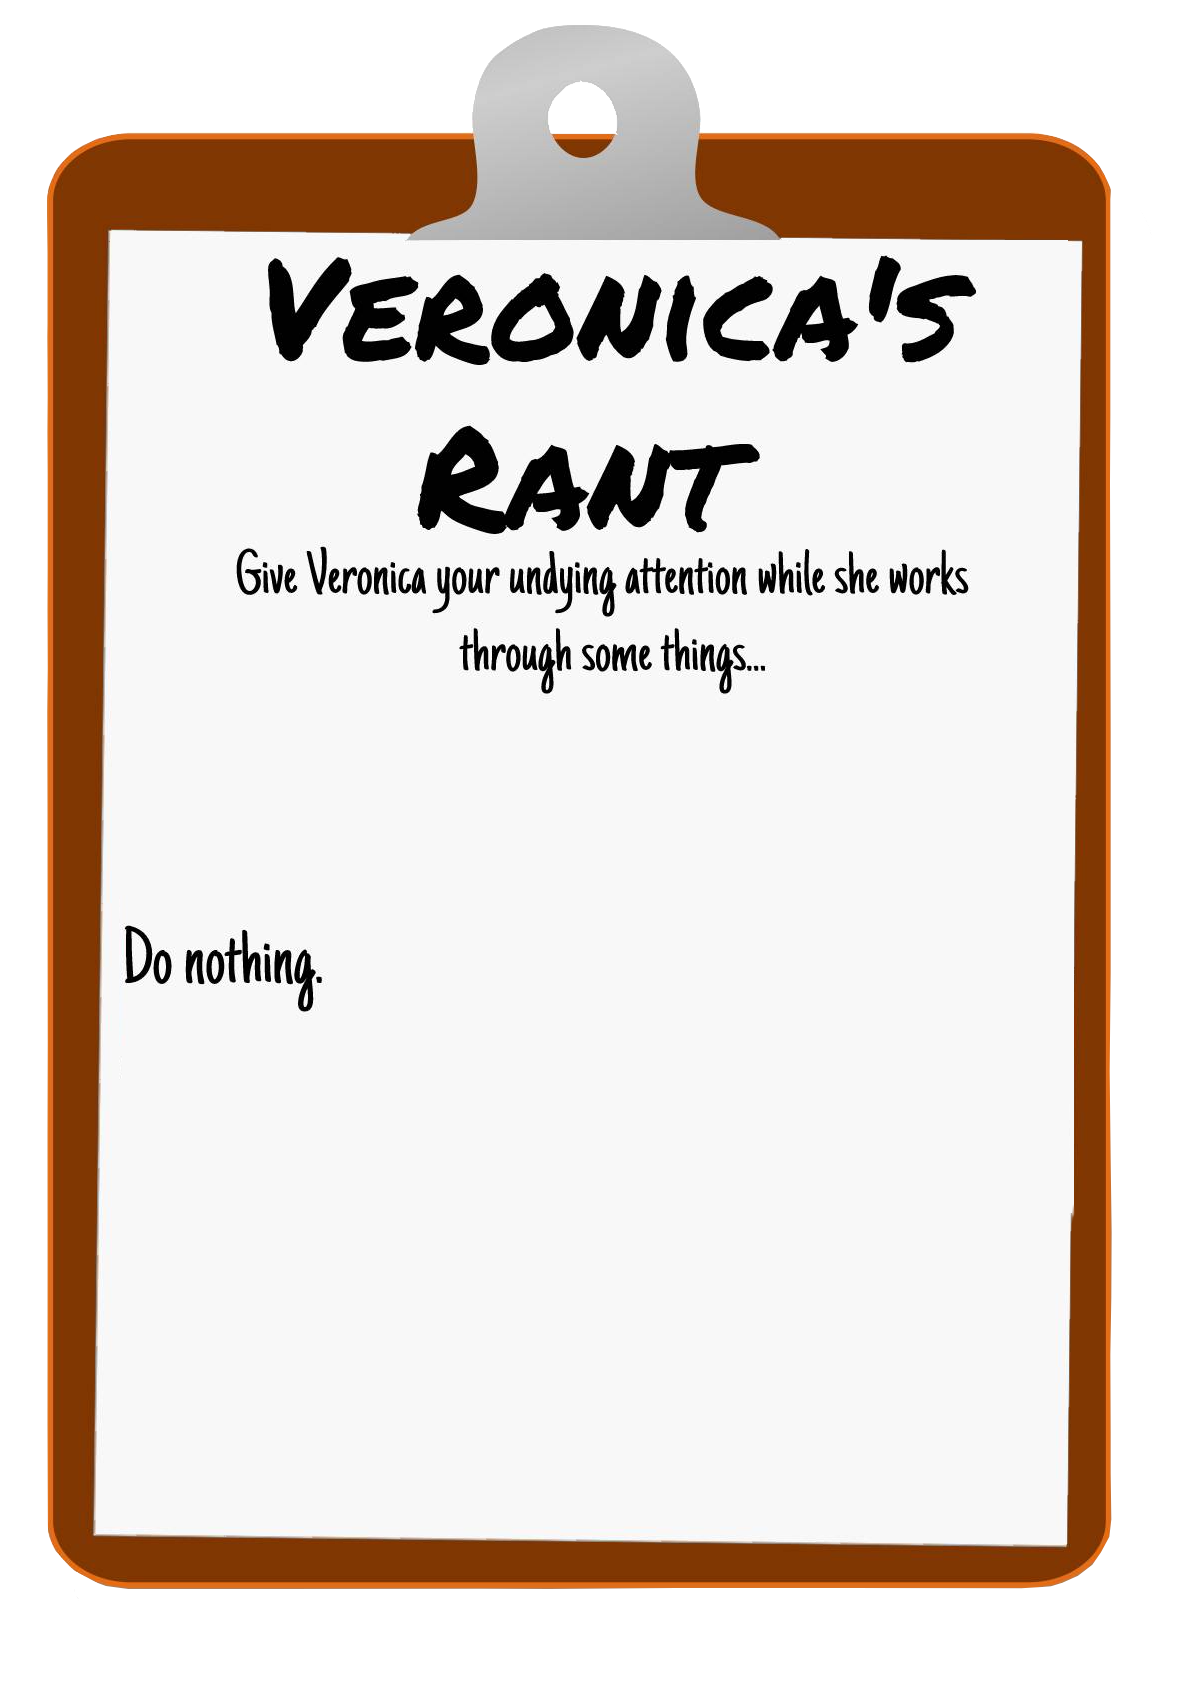 Veronica's
Rant
Give Veronica your undying attention while she works
through some things...
Do nothing.